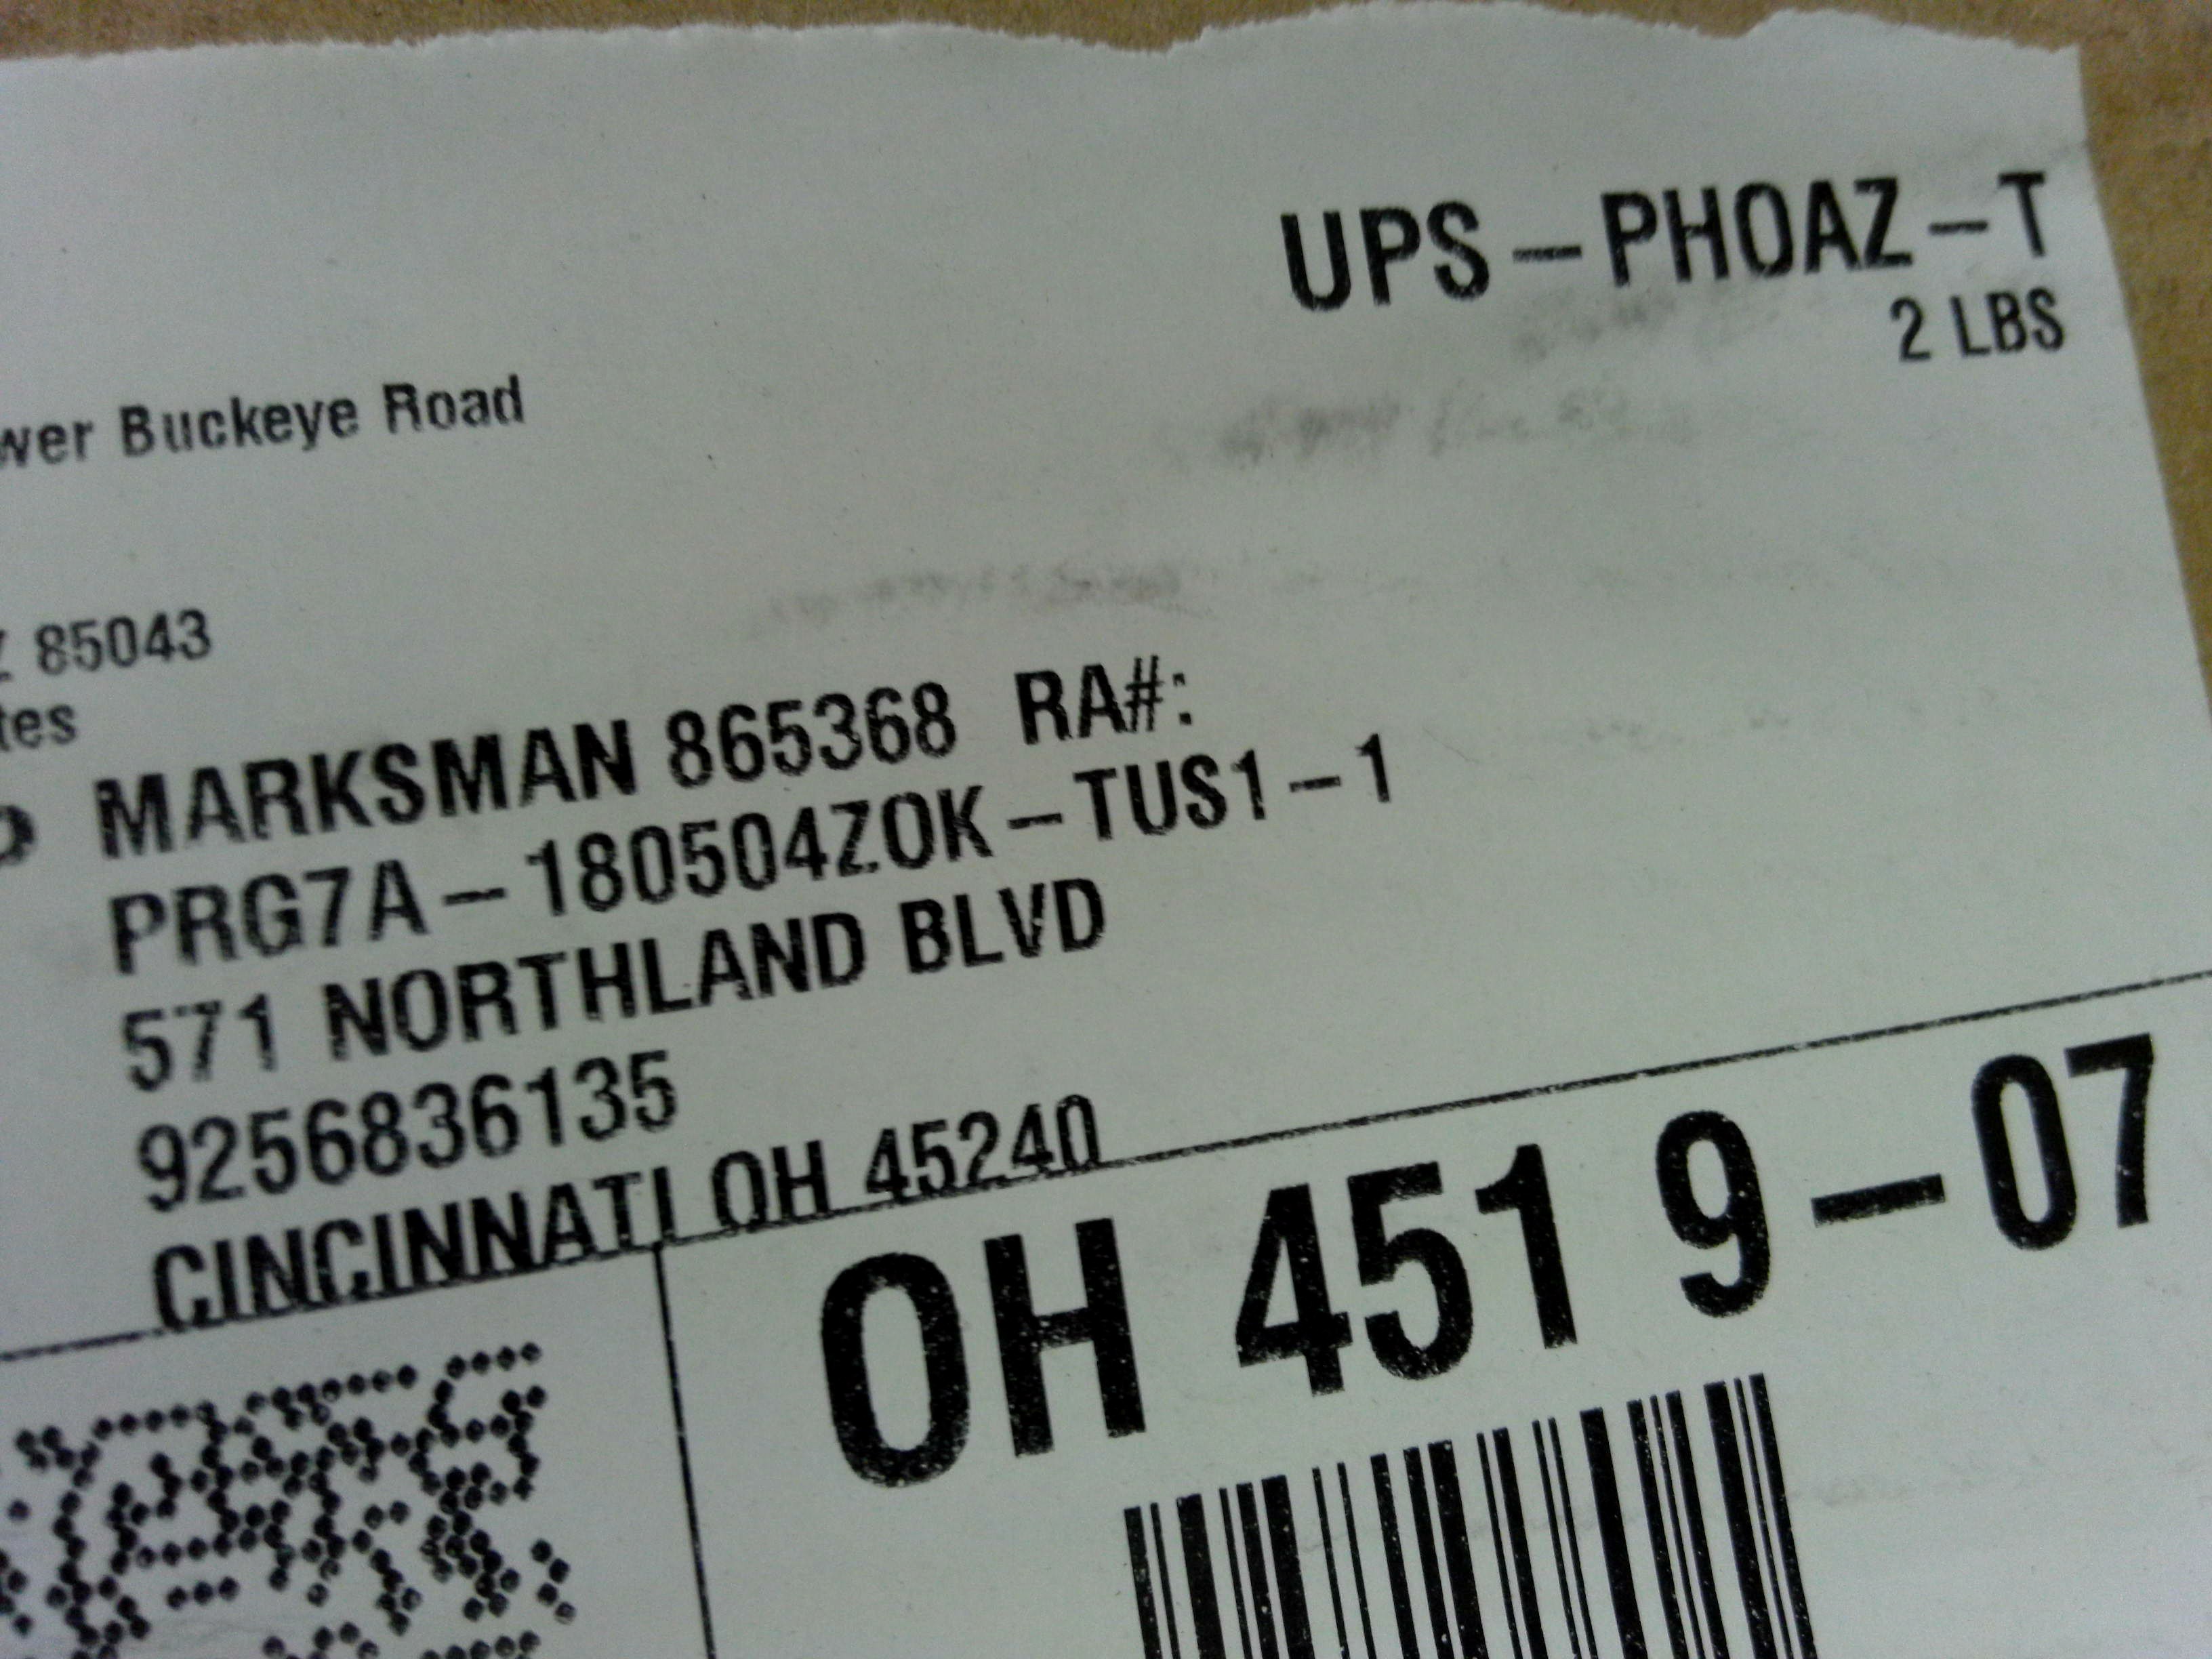 UPS-PHOAZ-T
2 LBS
wer Buckeye Road
Z 85043
tes
MARKSMAN 865368 RA#:
PRG7A-180504ZOK-TUS1-1
571 NORTHLAND BLVD
9256836135
CINCINNATI OH 45240
OH 451 9-07